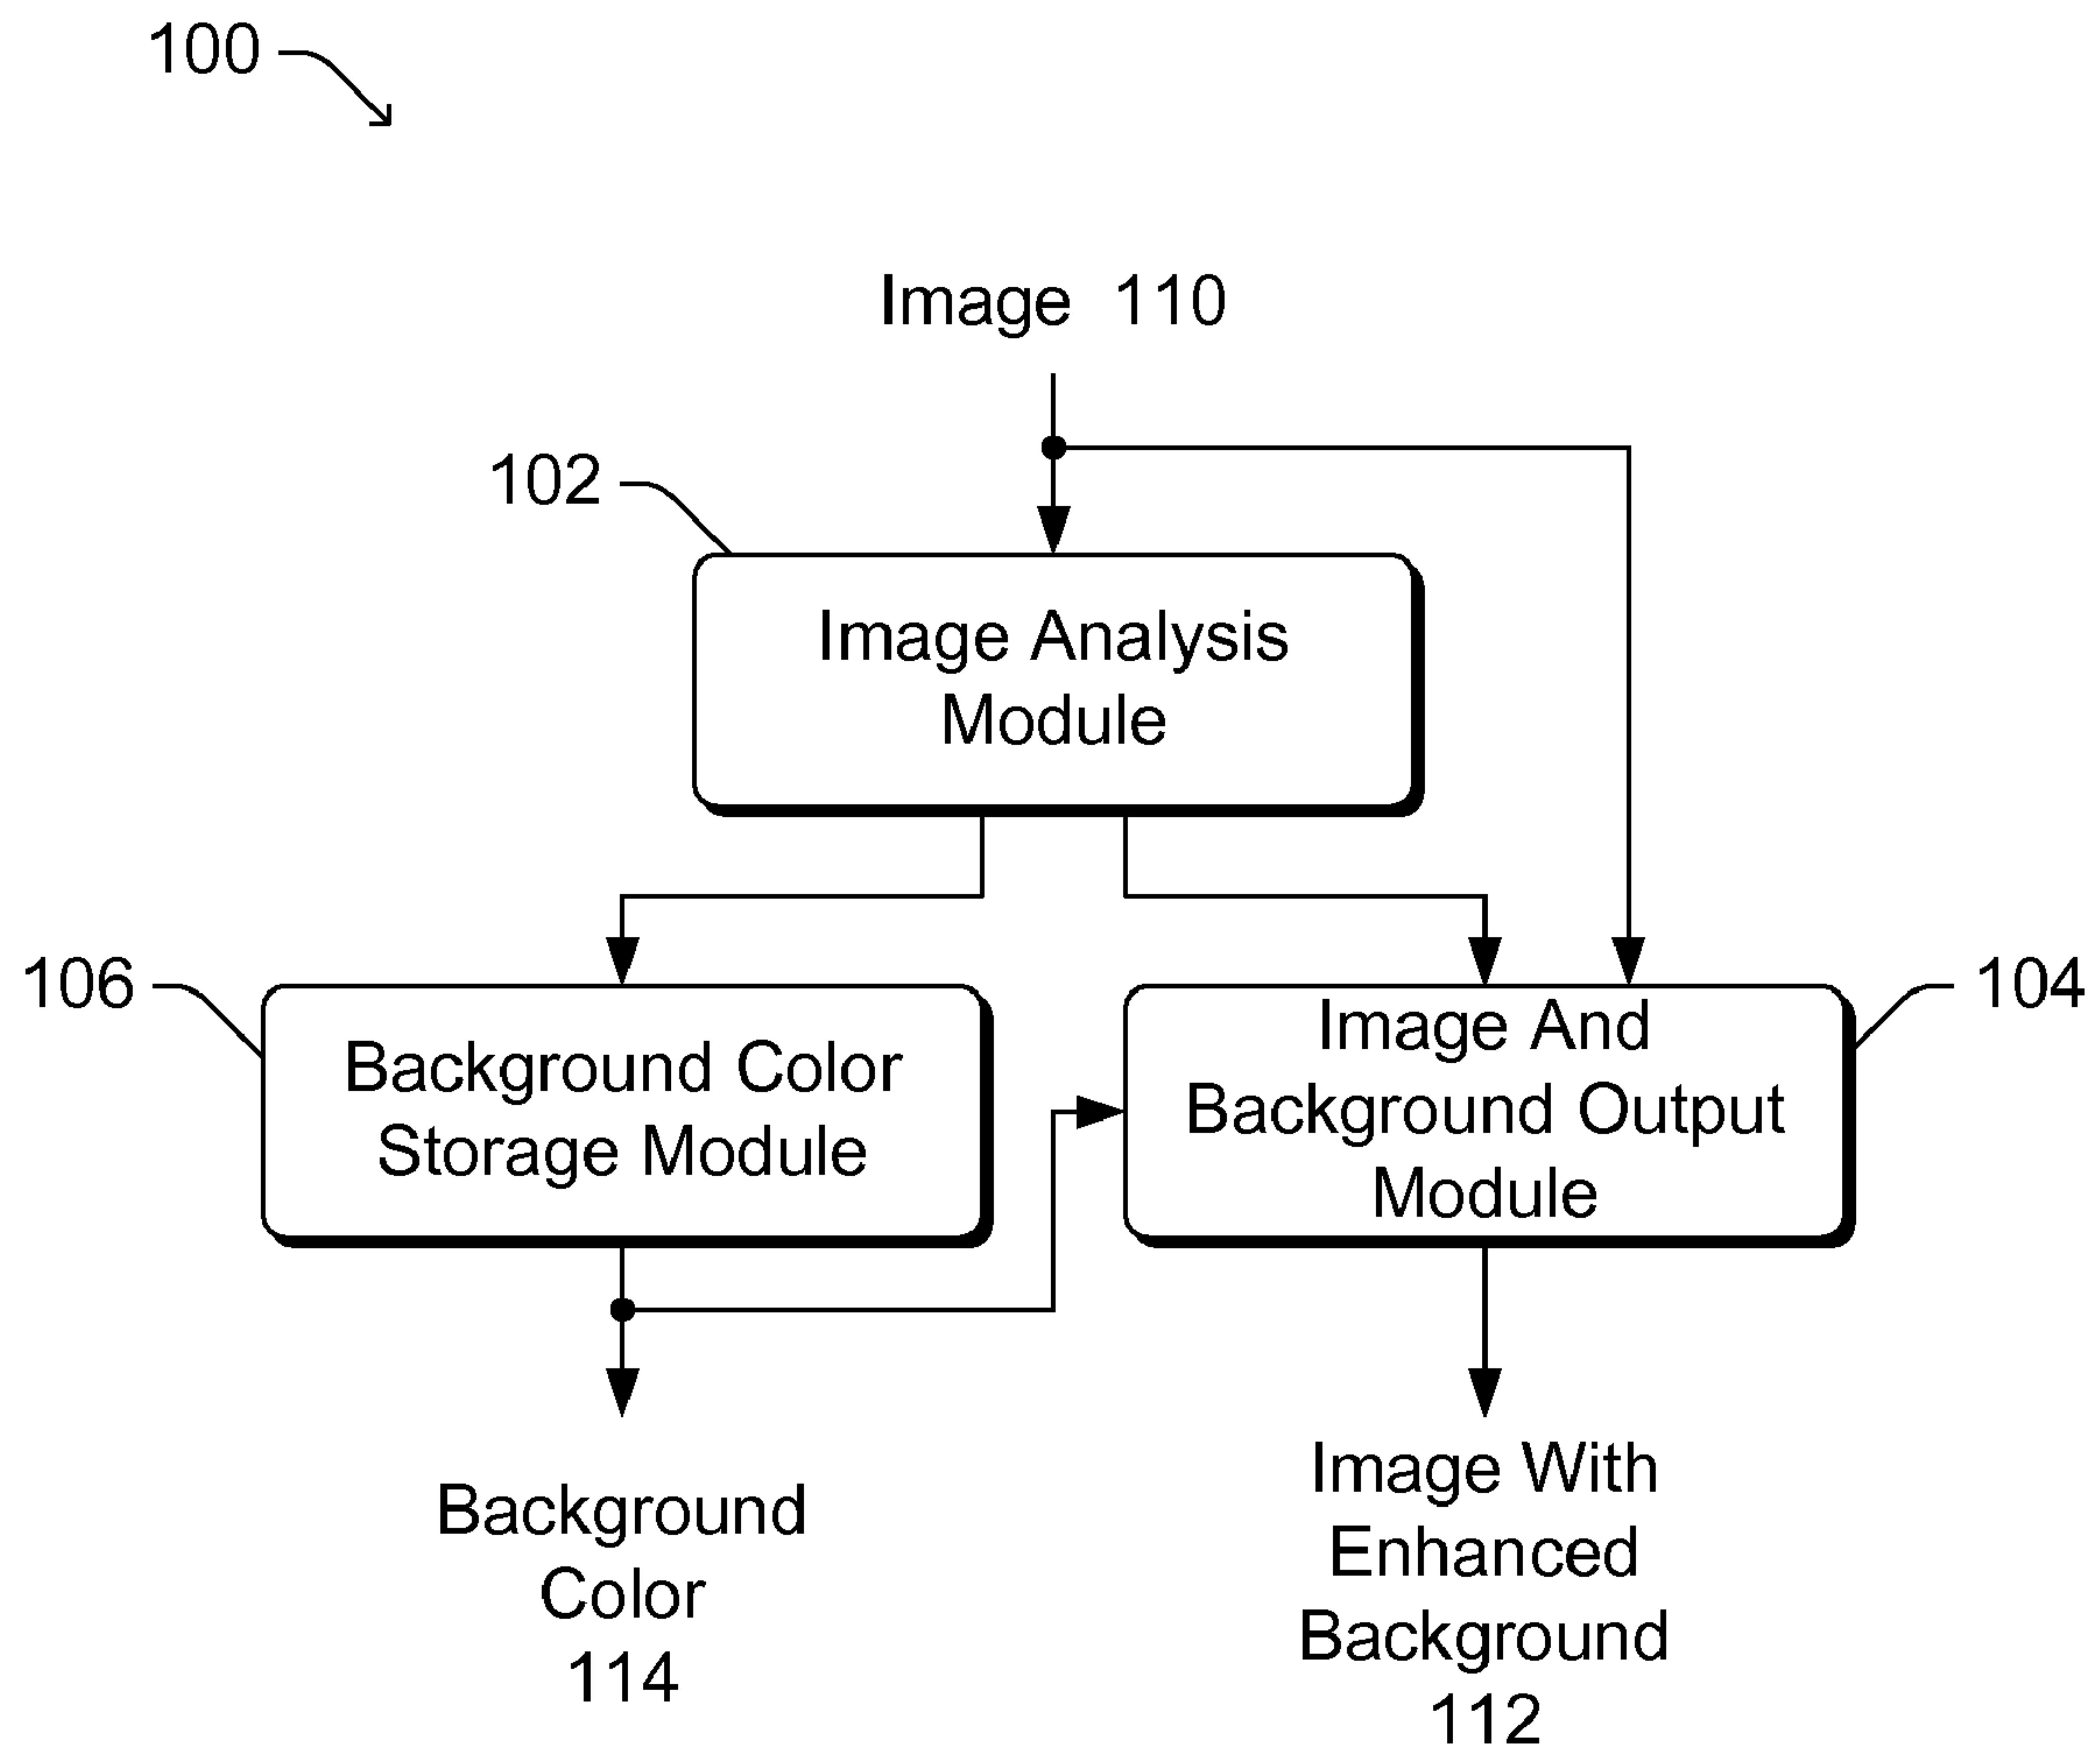 100
Image 110
102
Image Analysis
Module
106
Background Color
Storage Module
104
Image And
Background Output
Module
Background
Color
114
Image With
Enhanced
Background
112